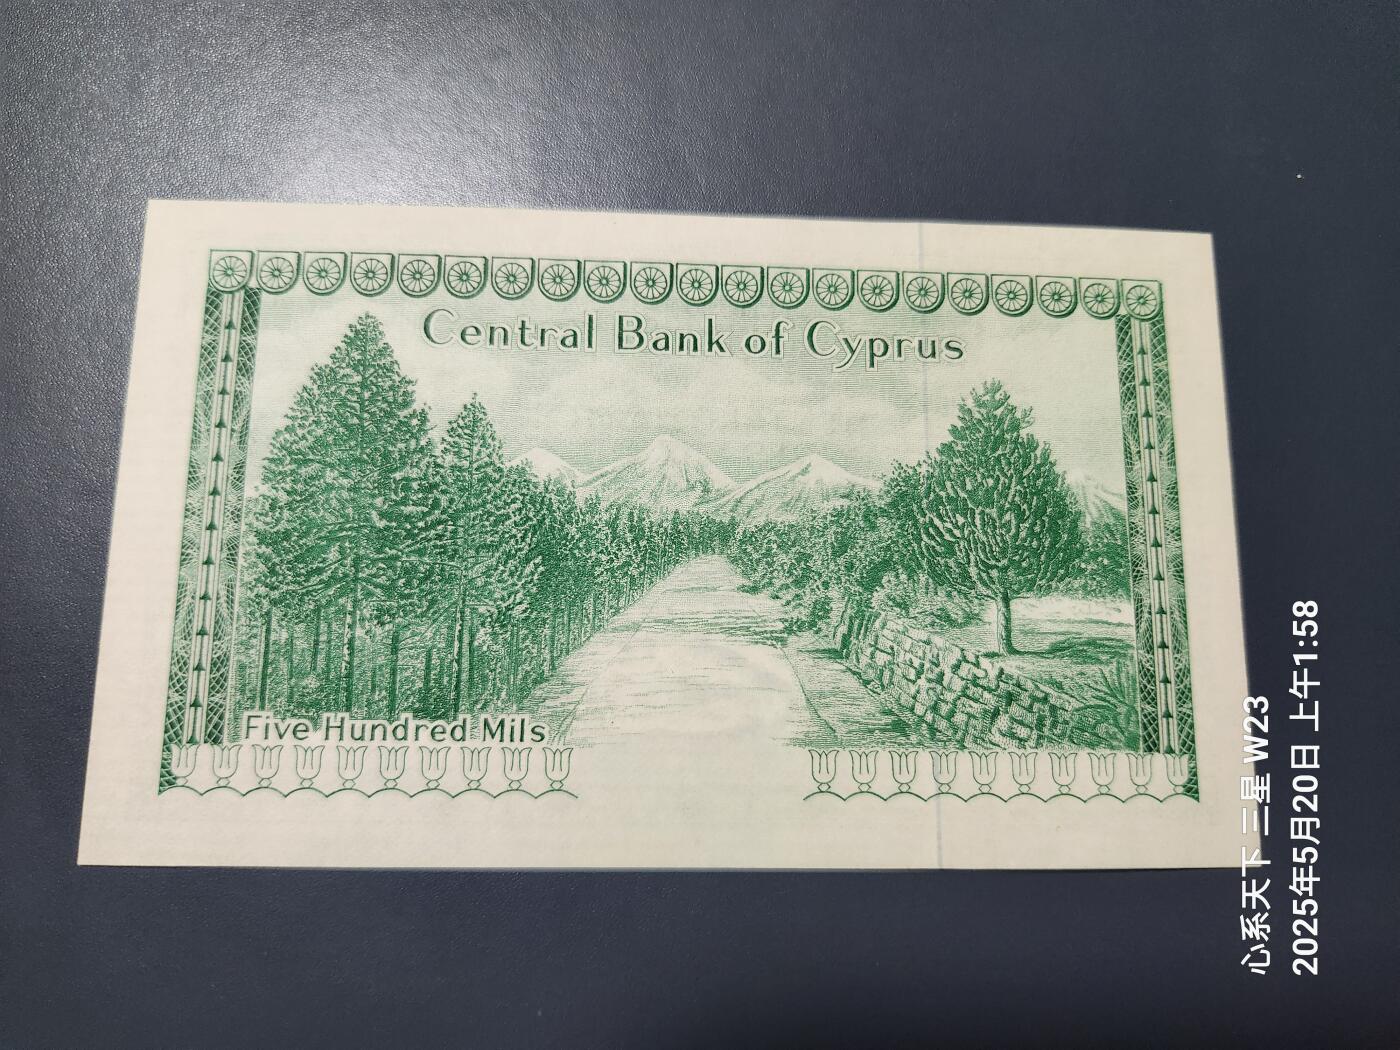 Central Bank of Cyprus
Five Hundred Mils
心系天下 三星 W23
2025年5月20日 上午1:58